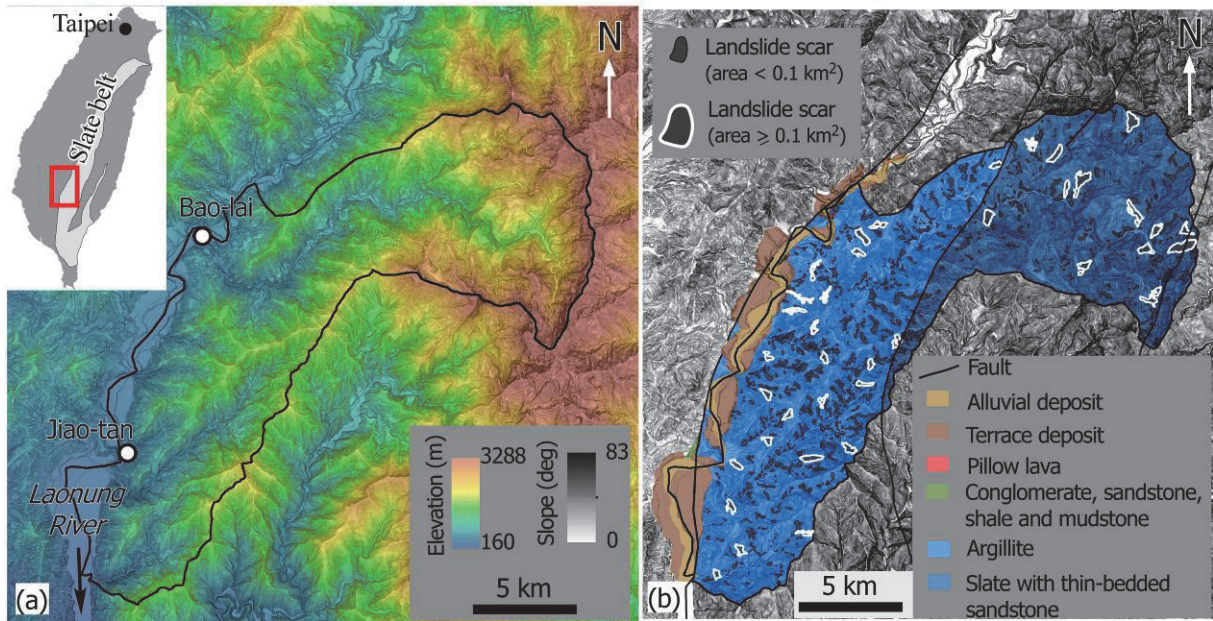 Taipei
Slate belt
N
Bao-lai
Jiao-tan
Laonung
River
Elevation (m)
3288
160
Slope (deg)
83
0
5 km
(a)
N
Landslide scar
(area < 0.1 km²)
Landslide scar
(area ⩾ 0.1 km²)
Fault
Alluvial deposit
Terrace deposit
Pillow lava
Conglomerate, sandstone,
shale and mudstone
Argillite
Slate with thin-bedded
sandstone
5 km
(b)